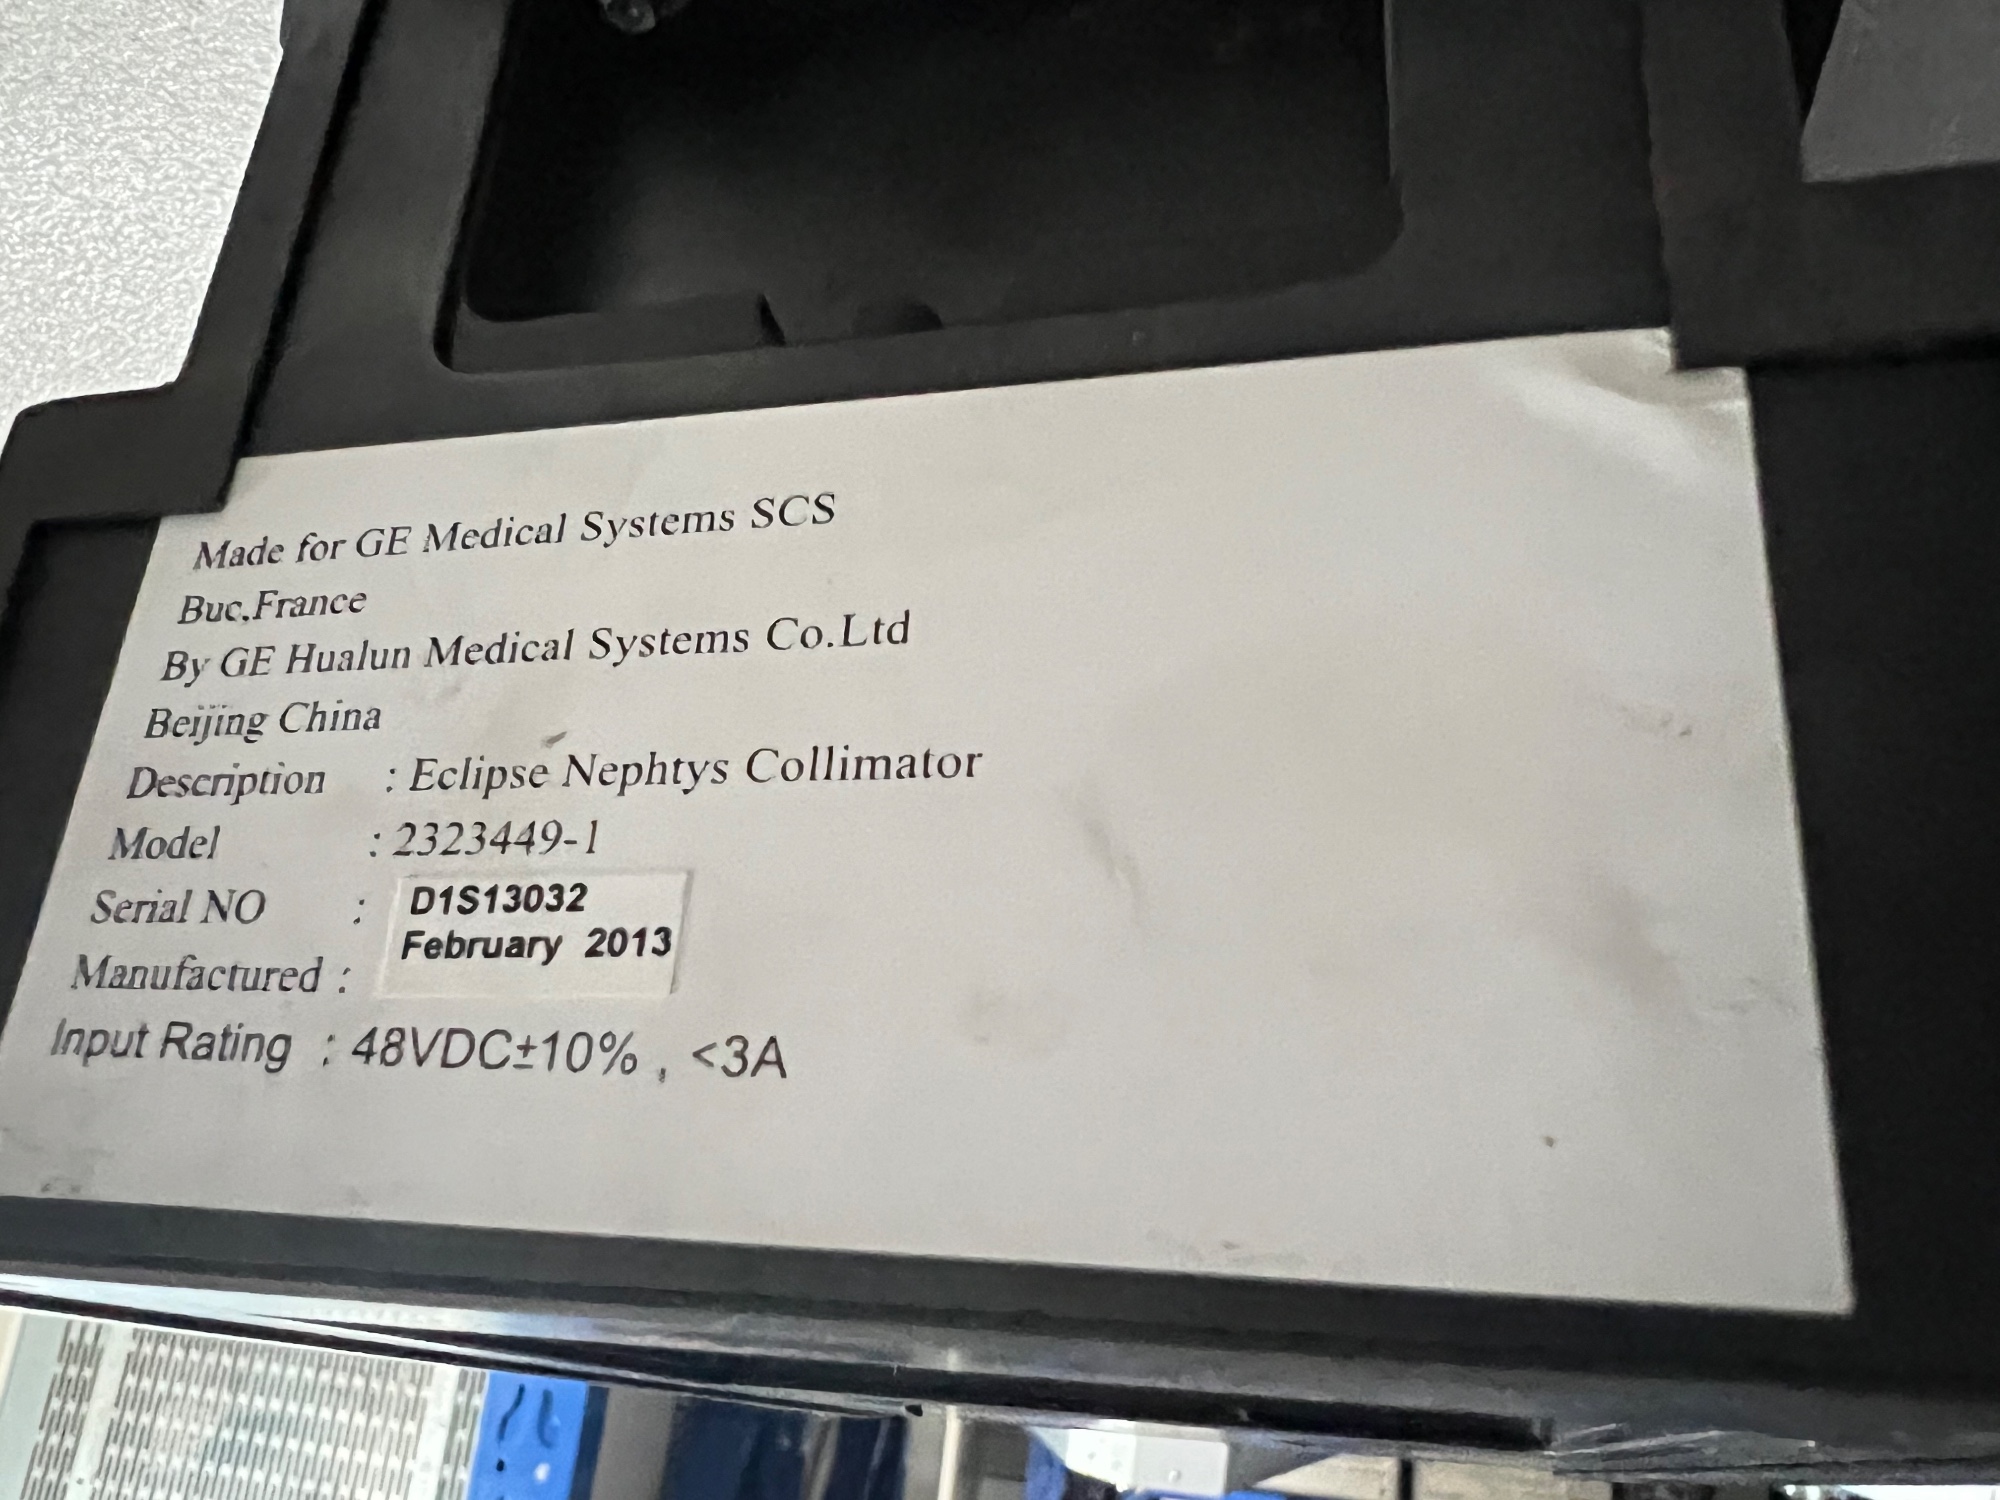 Made for GE Medical Systems SCS
Buc.France
By GE Hualun Medical Systems Co.Ltd
Beijing China
Description : Eclipse Nephtys Collimator
Model : 2323449-1
Serial NO : D1S13032
Manufactured : February 2013
Input Rating : 48VDC±10% , <3A